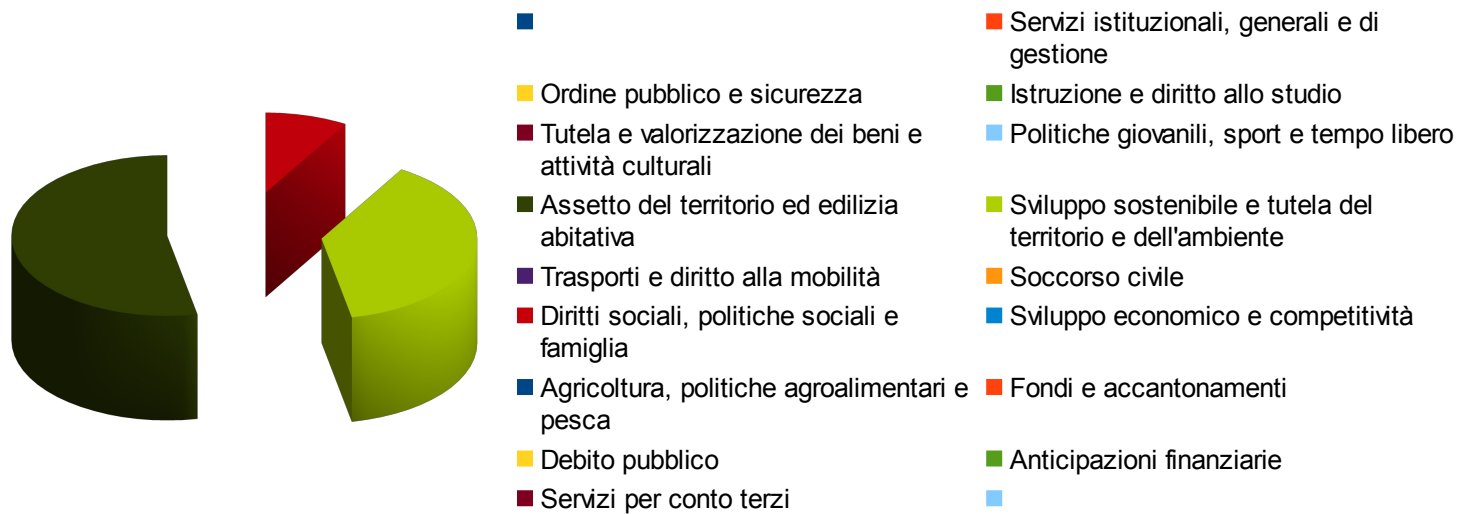 Servizi istituzionali, generali e di
gestione
Ordine pubblico e sicurezza
Istruzione e diritto allo studio
Tutela e valorizzazione dei beni e
attività culturali
Politiche giovanili, sport e tempo libero
Assetto del territorio ed edilizia
abitativa
Sviluppo sostenibile e tutela del
territorio e dell'ambiente
Trasporti e diritto alla mobilità
Soccorso civile
Diritti sociali, politiche sociali e
famiglia
Sviluppo economico e competitività
Agricoltura, politiche agroalimentari e
pesca
Fondi e accantonamenti
Debito pubblico
Anticipazioni finanziarie
Servizi per conto terzi